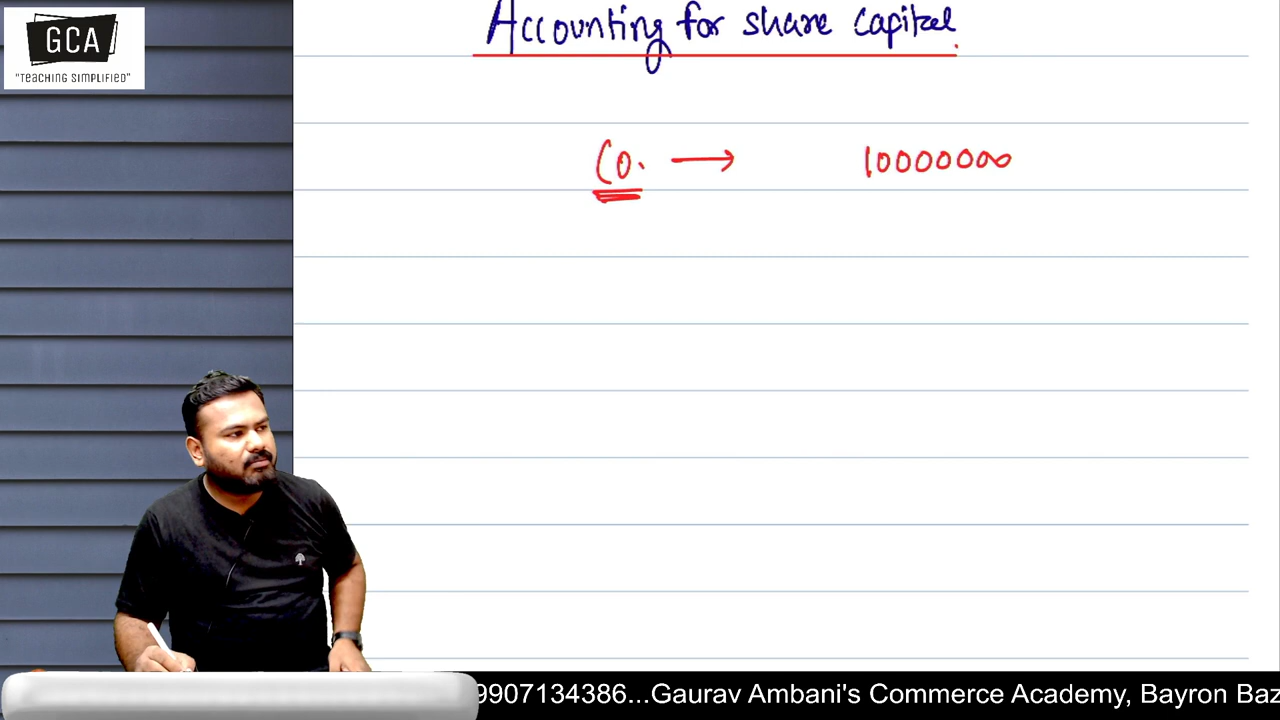 GCA
"TEACHING SIMPLIFIED"
Accounting for share capital
Co. → 10000000
9907134386...Gaurav Ambani's Commerce Academy, Bayron Baz